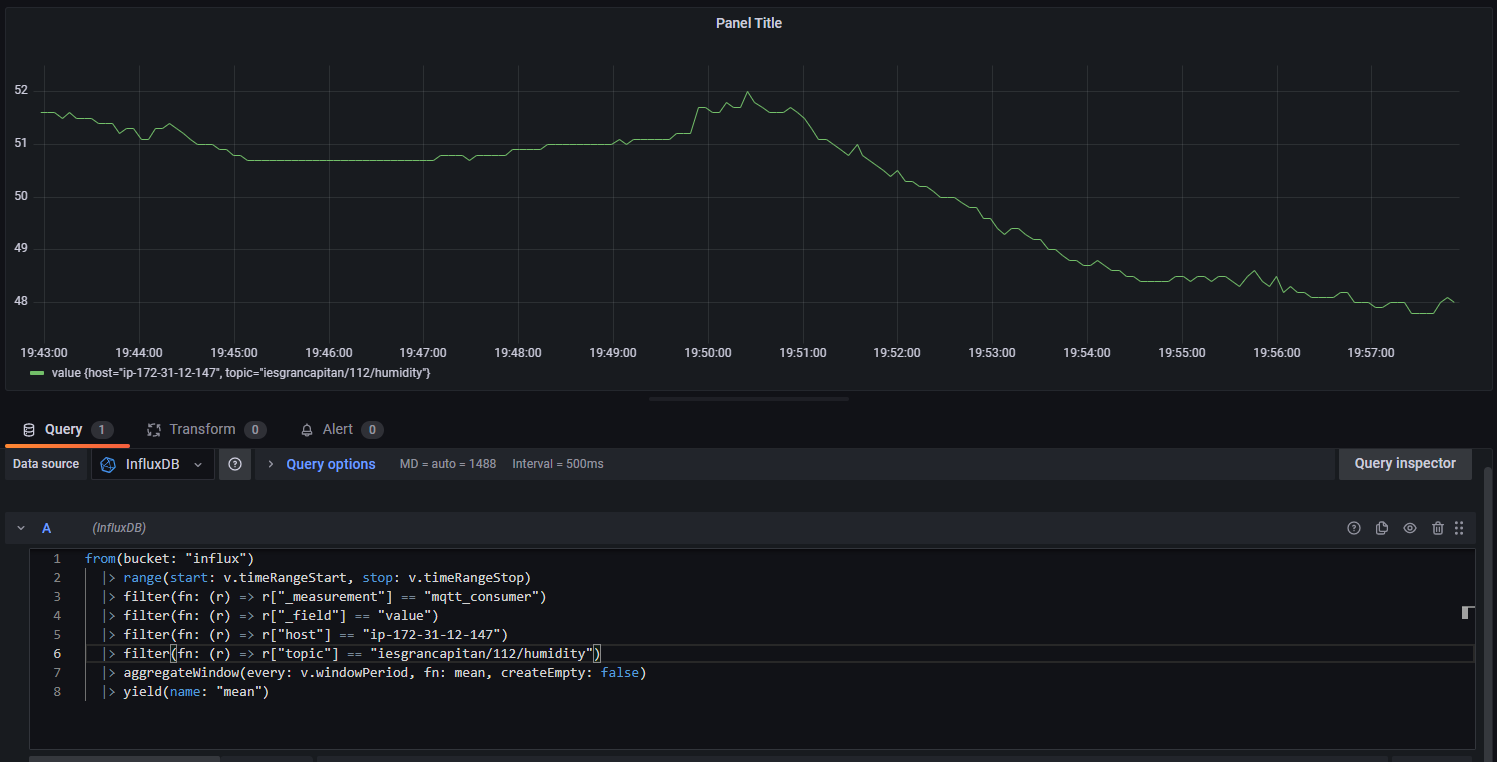 Panel Title
52
51
50
49
48
19:43:00 19:44:00 19:45:00 19:46:00 19:47:00 19:48:00 19:49:00 19:50:00 19:51:00 19:52:00 19:53:00 19:54:00 19:55:00 19:56:00 19:57:00
value {host="ip-172-31-12-147", topic="iesgrancapitan/112/humidity"}
Query 1 Transform 0 Alert 0
Data source InfluxDB Query options MD = auto = 1488 Interval = 500ms Query inspector
A (InfluxDB)
1 from(bucket: "influx")
2 |> range(start: v.timeRangeStart, stop: v.timeRangeStop)
3 |> filter(fn: (r) => r["_measurement"] == "mqtt_consumer")
4 |> filter(fn: (r) => r["_field"] == "value")
5 |> filter(fn: (r) => r["host"] == "ip-172-31-12-147")
6 |> filter(fn: (r) => r["topic"] == "iesgrancapitan/112/humidity")
7 |> aggregateWindow(every: v.windowPeriod, fn: mean, createEmpty: false)
8 |> yield(name: "mean")